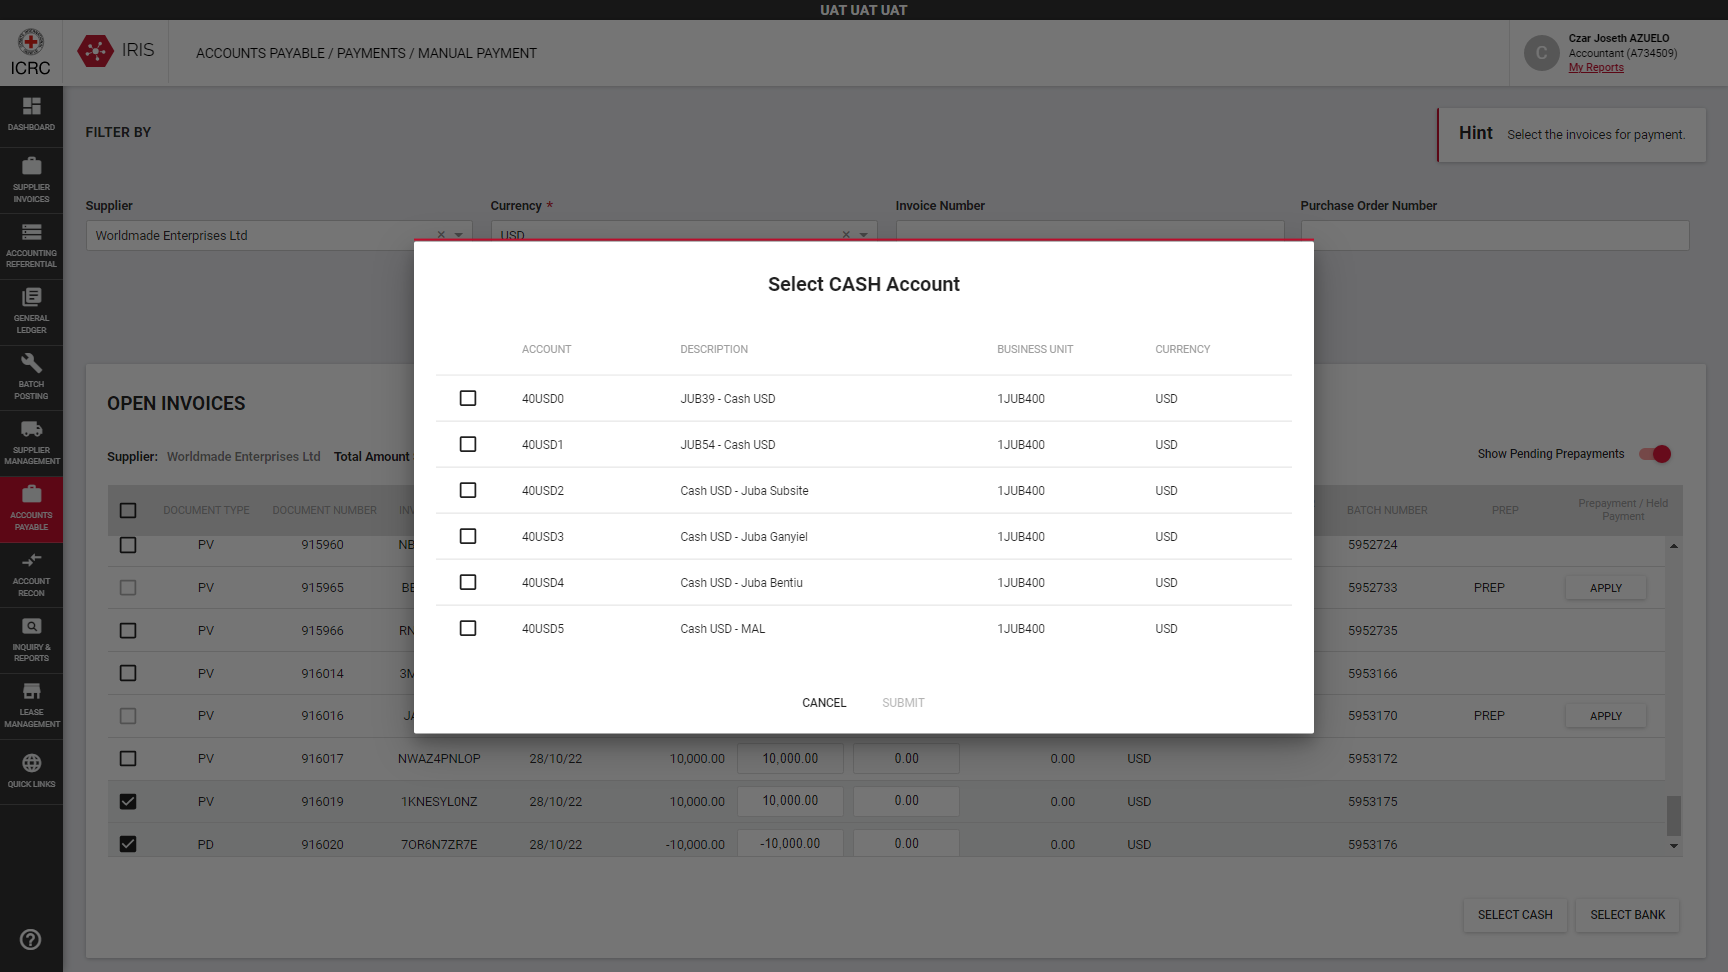 UAT UAT UAT
ICRC
IRIS
ACCOUNTS PAYABLE / PAYMENTS / MANUAL PAYMENT
C
Czar Joseth AZUELO
Accountant (A734509)
My Reports
DASHBOARD
SUPPLIER
INVOICES
ACCOUNTING
REFERENTIAL
GENERAL
LEDGER
BATCH
POSTING
SUPPLIER
MANAGEMENT
ACCOUNTS
PAYABLE
ACCOUNT
RECON
INQUIRY &
REPORTS
LEASE
MANAGEMENT
QUICK LINKS
FILTER BY
Hint Select the invoices for payment.
Supplier Currency * Invoice Number Purchase Order Number
Worldmade Enterprises Ltd USD
Select CASH Account
ACCOUNT DESCRIPTION BUSINESS UNIT CURRENCY
40USD0 JUB39 - Cash USD 1JUB400 USD
40USD1 JUB54 - Cash USD 1JUB400 USD
40USD2 Cash USD - Juba Subsite 1JUB400 USD
40USD3 Cash USD - Juba Ganyiel 1JUB400 USD
40USD4 Cash USD - Juba Bentiu 1JUB400 USD
40USD5 Cash USD - MAL 1JUB400 USD
CANCEL SUBMIT
OPEN INVOICES
Supplier: Worldmade Enterprises Ltd Total Amount
Show Pending Prepayments
DOCUMENT TYPE DOCUMENT NUMBER INV BATCH NUMBER PREP Prepayment / Held
Payment
PV 915960 NB 5952724
PV 915965 BE 5952733 PREP APPLY
PV 915966 RN 5952735
PV 916014 3M 5953166
PV 916016 JA 5953170 PREP APPLY
PV 916017 NWAZ4PNLOP 28/10/22 10,000.00 10,000.00 0.00 0.00 USD 5953172
PV 916019 1KNESYL0NZ 28/10/22 10,000.00 10,000.00 0.00 0.00 USD 5953175
PD 916020 7OR6N7ZR7E 28/10/22 -10,000.00 -10,000.00 0.00 0.00 USD 5953176
SELECT CASH SELECT BANK